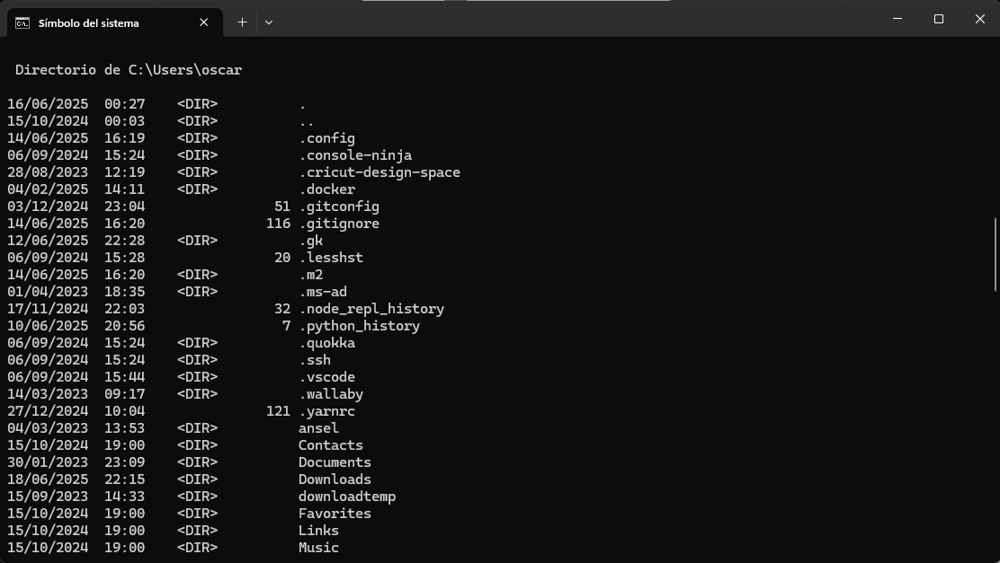 Símbolo del sistema
Directorio de C:\Users\oscar
16/06/2025  00:27    <DIR>          .
15/10/2024  00:03    <DIR>          ..
14/06/2025  16:19    <DIR>          .config
06/09/2024  15:24    <DIR>          .console-ninja
28/08/2023  12:19    <DIR>          .cricut-design-space
04/02/2025  14:11    <DIR>          .docker
03/12/2024  23:04                51 .gitconfig
14/06/2025  16:20               116 .gitignore
12/06/2025  22:28    <DIR>          .gk
06/09/2024  15:28                20 .lesshst
14/06/2025  16:20    <DIR>          .m2
01/04/2023  18:35    <DIR>          .ms-ad
17/11/2024  22:03                32 .node_repl_history
10/06/2025  20:56                 7 .python_history
06/09/2024  15:24    <DIR>          .quokka
06/09/2024  15:24    <DIR>          .ssh
06/09/2024  15:44    <DIR>          .vscode
14/03/2023  09:17    <DIR>          .wallaby
27/12/2024  10:04               121 .yarnrc
04/03/2023  13:53    <DIR>          ansel
15/10/2024  19:00    <DIR>          Contacts
30/01/2023  23:09    <DIR>          Documents
18/06/2025  22:15    <DIR>          Downloads
15/09/2023  14:33    <DIR>          downloadtemp
15/10/2024  19:00    <DIR>          Favorites
15/10/2024  19:00    <DIR>          Links
15/10/2024  19:00    <DIR>          Music